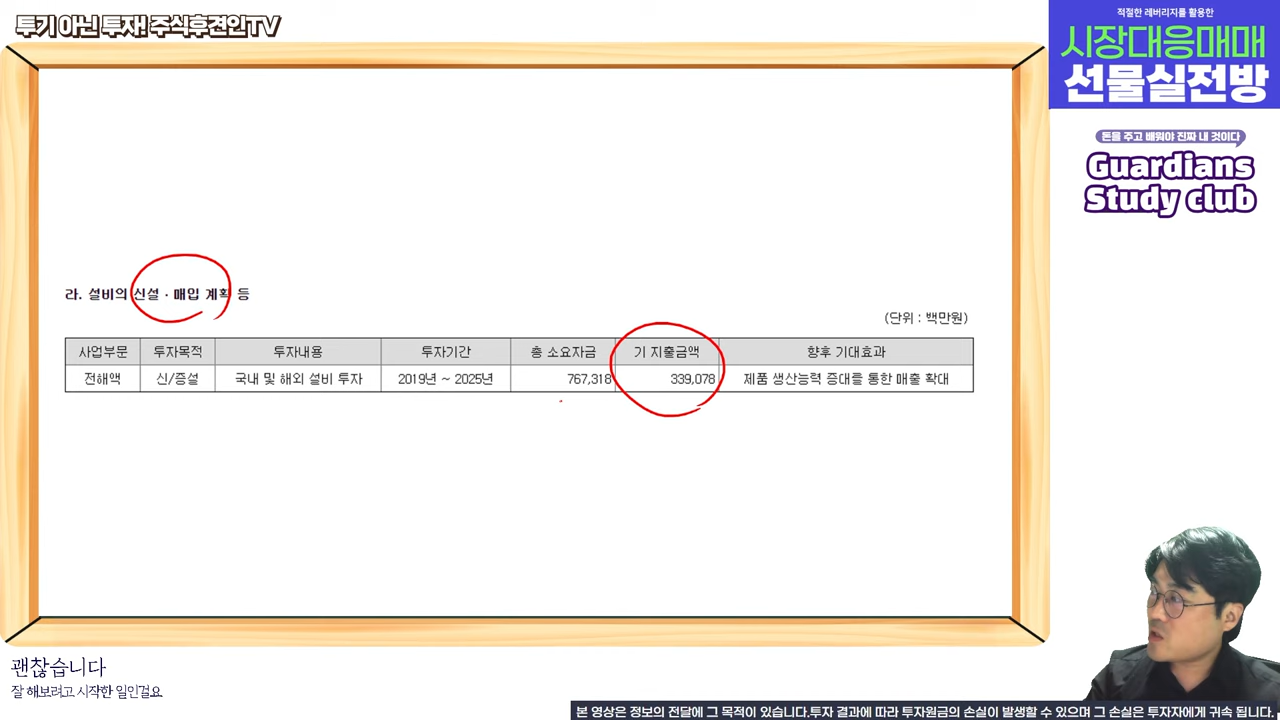 투기 아닌 투자! 주식후견인TV
적절한 레버리지를 활용한
시장대응매매
선물실전방
돈을 주고 배워야 진짜 내 것이다
Guardians
Study club
라. 설비의 신설 · 매입 계획 등
(단위 : 백만원)
사업부문 투자목적 투자내용 투자기간 총 소요자금 기 지출금액 향후 기대효과
전해액 신/증설 국내 및 해외 설비 투자 2019년 ~ 2025년 767,318 339,078 제품 생산능력 증대를 통한 매출 확대
괜찮습니다
잘 해보려고 시작한 일인걸요
본 영상은 정보의 전달에 그 목적이 있습니다.투자 결과에 따라 투자원금의 손실이 발생할 수 있으며 그 손실은 투자자에게 귀속 됩니다.